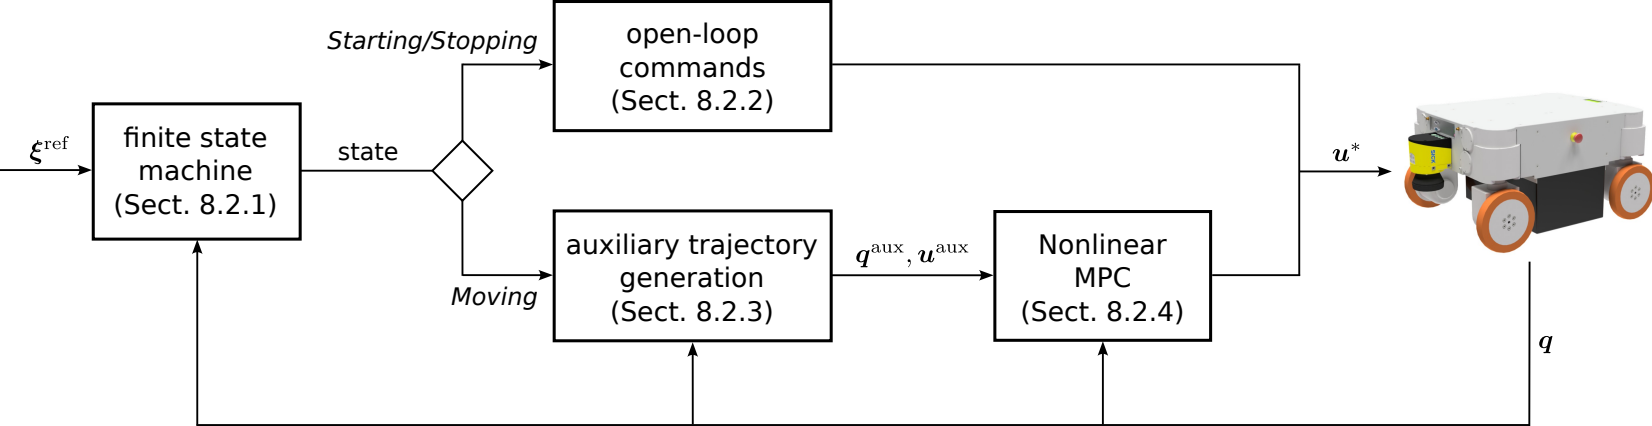 Starting/Stopping
open-loop
commands
(Sect. 8.2.2)
ξ^ref
finite state
machine
(Sect. 8.2.1)
state
u*
SICK
Moving
auxiliary trajectory
generation
(Sect. 8.2.3)
q^aux, u^aux
Nonlinear
MPC
(Sect. 8.2.4)
q